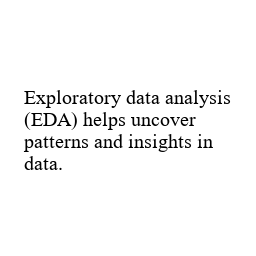 Exploratory data analysis
(EDA) helps uncover
patterns and insights in
data.